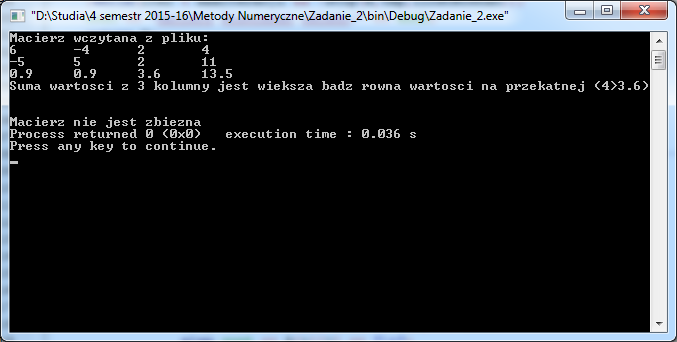 "D:\Studia\4 semestr 2015-16\Metody Numeryczne\Zadanie_2\bin\Debug\Zadanie_2.exe"
Macierz wczytana z pliku:
6 -4 2 4
-5 5 2 11
0.9 0.9 3.6 13.5
Suma wartosci z 3 kolumny jest wieksza badz rowna wartosci na przekatnej (4>3.6)
Macierz nie jest zbiezna
Process returned 0 (0x0) execution time : 0.036 s
Press any key to continue.